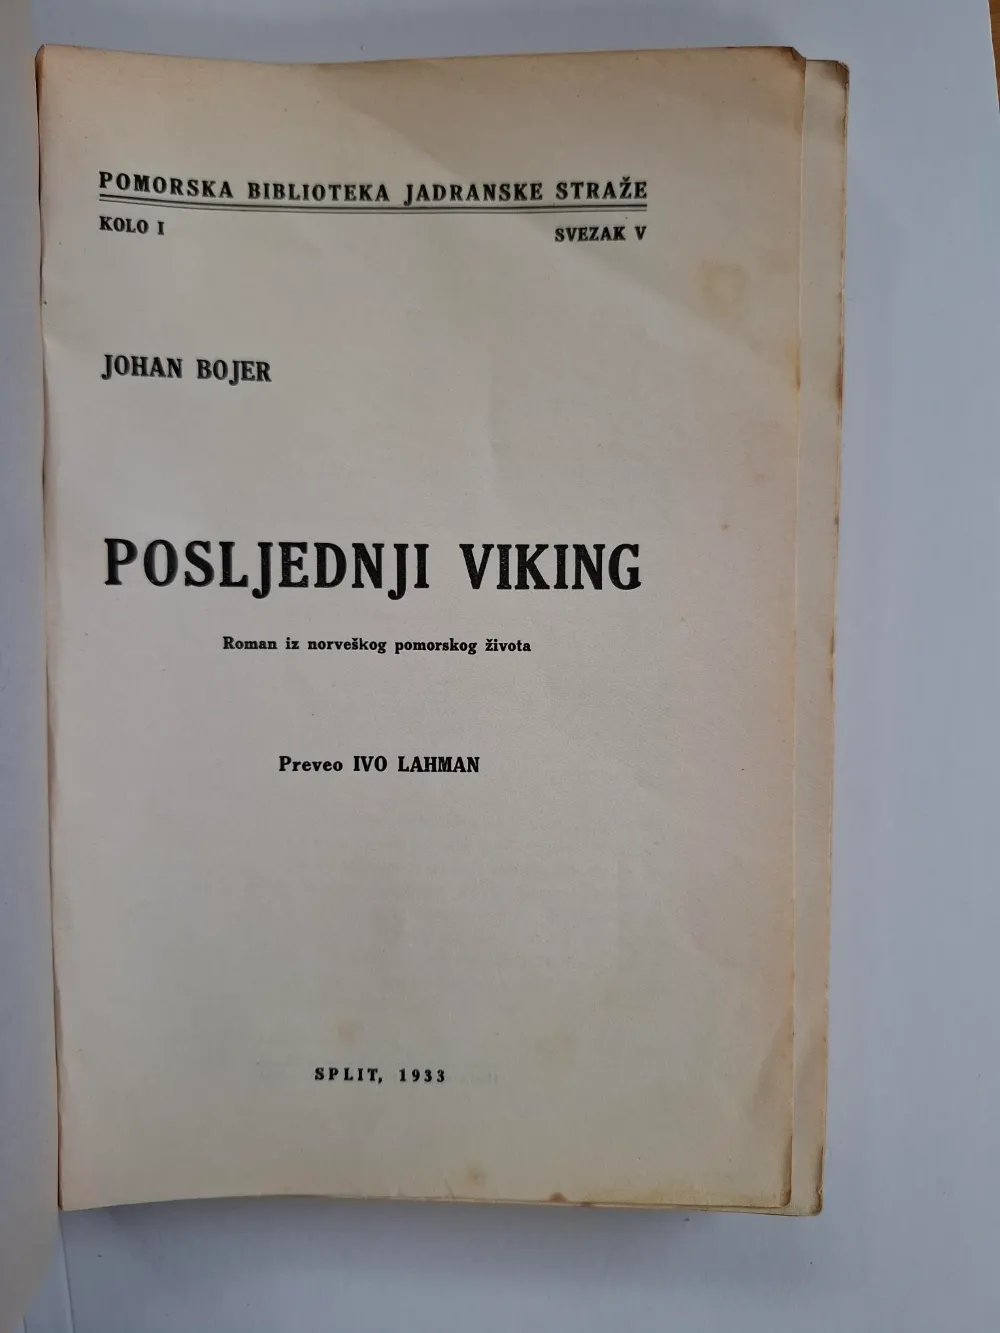 POMORSKA BIBLIOTEKA JADRANSKE STRAŽE
KOLO I SVEZAK V
JOHAN BOJER
POSLJEDNJI VIKING
Roman iz norveškog pomorskog života
Preveo IVO LAHMAN
SPLIT, 1933